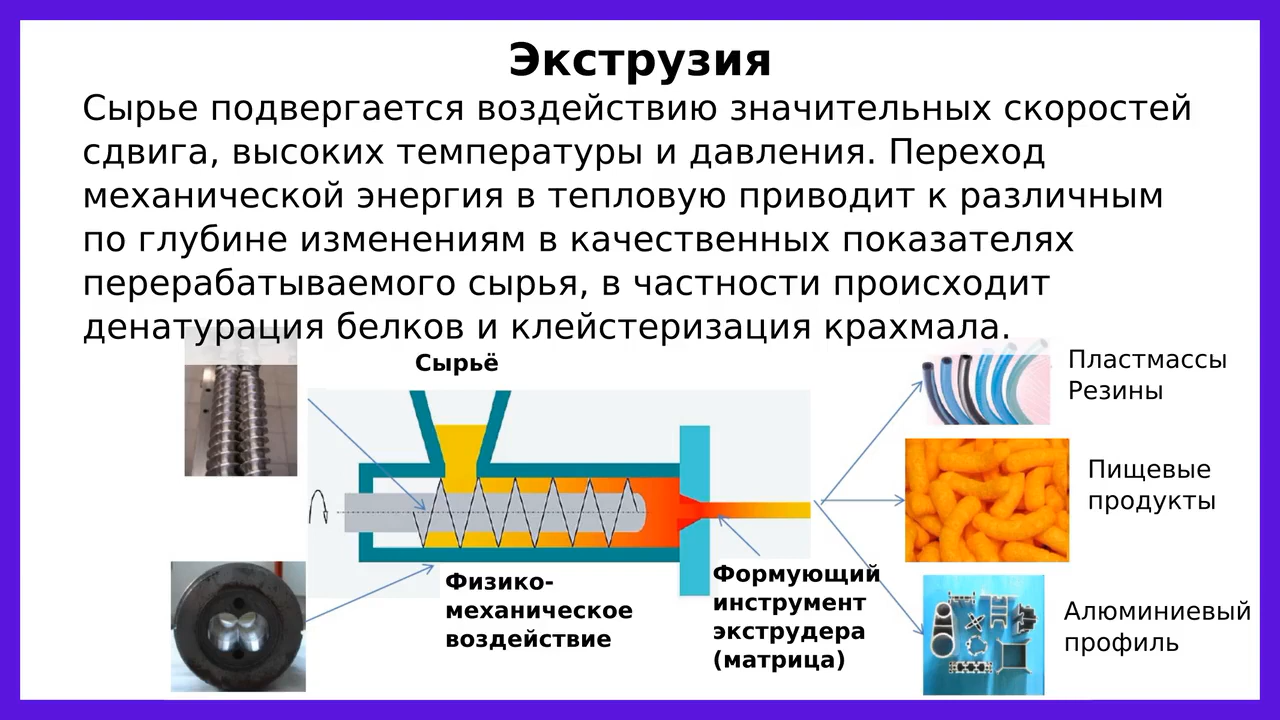 Экструзия
Сырье подвергается воздействию значительных скоростей
сдвига, высоких температуры и давления. Переход
механической энергия в тепловую приводит к различным
по глубине изменениям в качественных показателях
перерабатываемого сырья, в частности происходит
денатурация белков и клейстеризация крахмала.
Сырьё
Пластмассы
Резины
Пищевые
продукты
Физико-
механическое
воздействие
Формующий
инструмент
экструдера
(матрица)
Алюминиевый
профиль